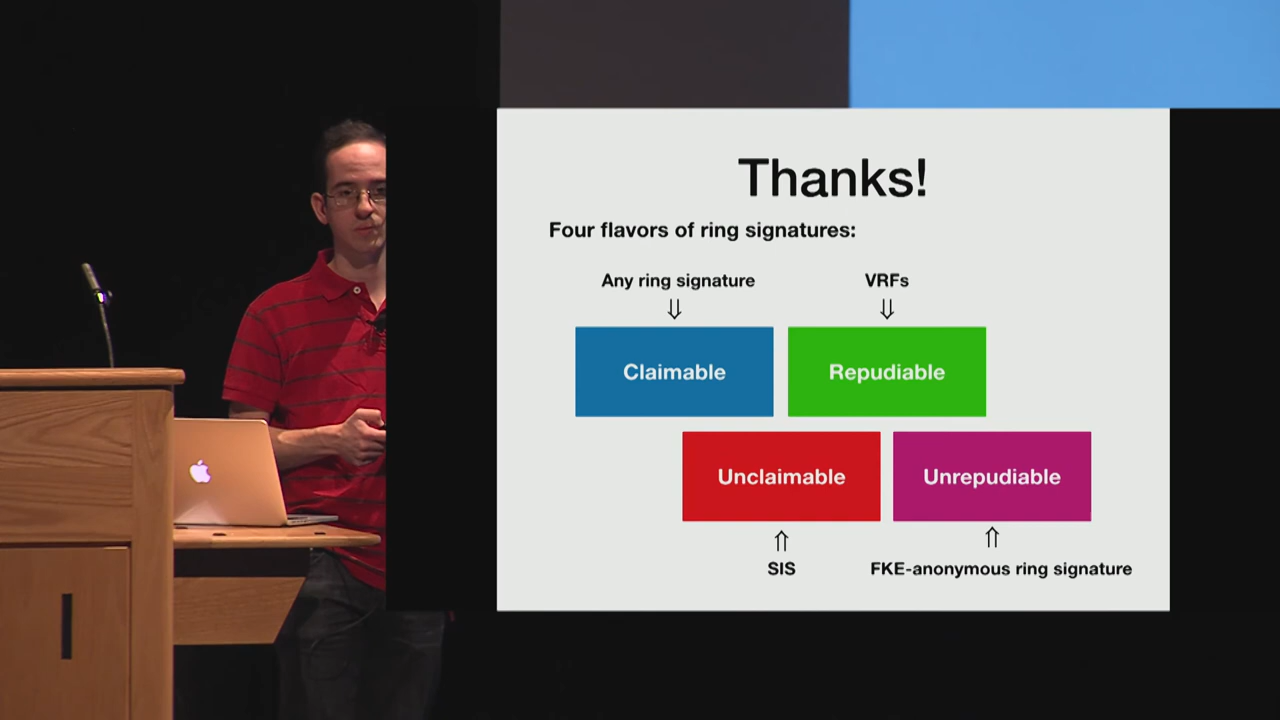 Thanks!
Four flavors of ring signatures:
Any ring signature
VRFs
⇓
⇓
Claimable
Repudiable
Unclaimable
Unrepudiable
⇑
⇑
SIS
FKE-anonymous ring signature